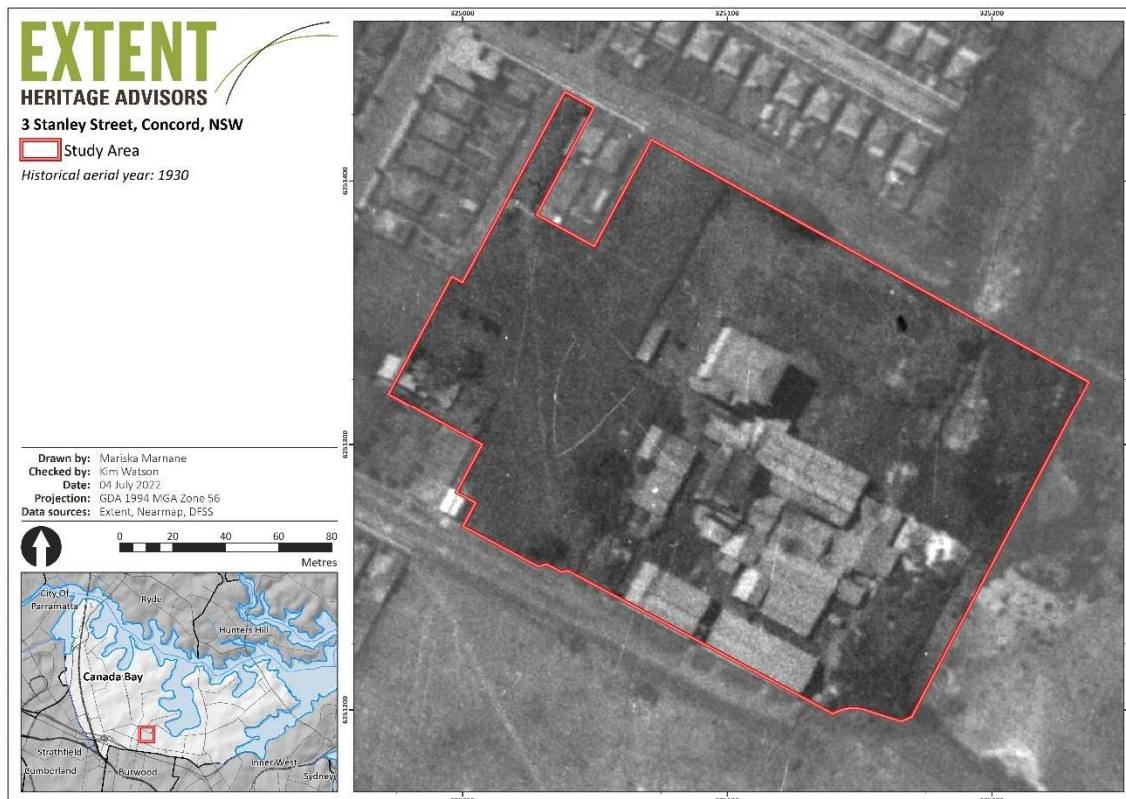 EXTENT
HERITAGE ADVISORS
3 Stanley Street, Concord, NSW
Study Area
Historical aerial year: 1930
Drawn by: Mariska Marnane
Checked by: Kim Watson
Date: 04 July 2022
Projection: GDA 1994 MGA Zone 56
Data sources: Extent, Nearmap, DFSS
0 20 40 60 80
Metres
City Of
Parramatta
Ryde
Hunters Hill
Canada Bay
Strathfield
Cumberland
Burwood
Inner West
Sydney
325000 325100 325200
6251400
6251300
6251200